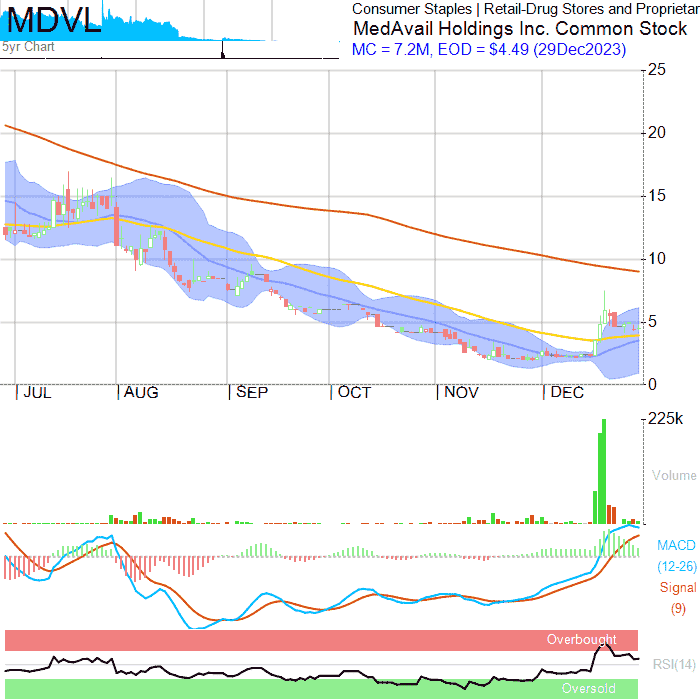 MDVL
5yr Chart
Consumer Staples | Retail-Drug Stores and Proprietar
MedAvail Holdings Inc. Common Stock
MC = 7.2M, EOD = $4.49 (29Dec2023)
25
20
15
10
5
0
JUL AUG SEP OCT NOV DEC
225k
Volume
MACD
(12-26)
Signal
(9)
Overbought
RSI(14)
Oversold